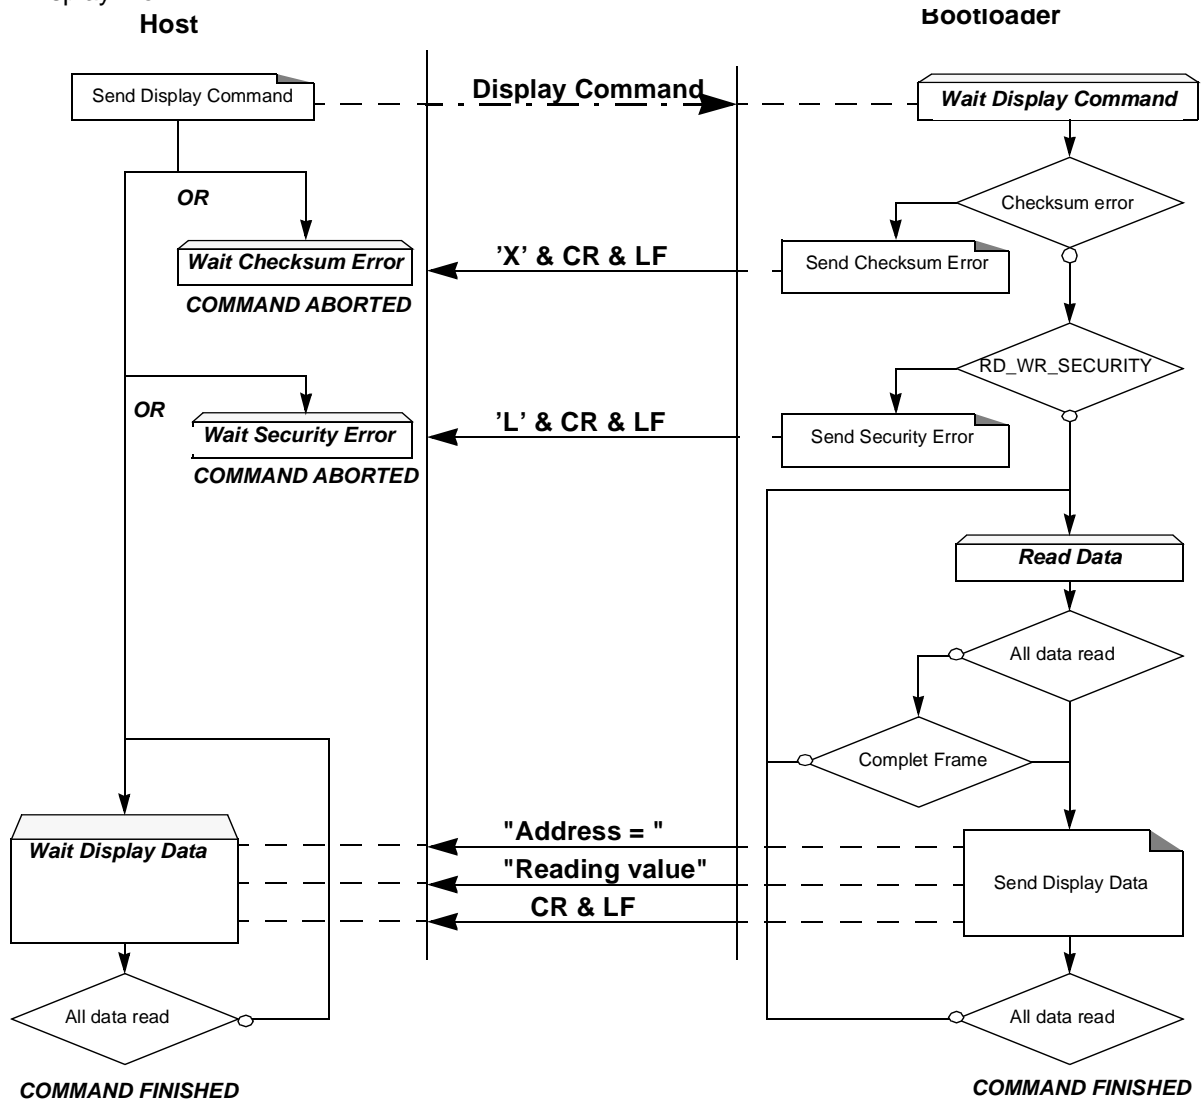 Host
Bootloader
Send Display Command
Display Command
Wait Display Command
OR
Checksum error
Wait Checksum Error
'X' & CR & LF
Send Checksum Error
COMMAND ABORTED
RD_WR_SECURITY
OR
Wait Security Error
'L' & CR & LF
Send Security Error
COMMAND ABORTED
Read Data
All data read
Complet Frame
Wait Display Data
"Address = "
"Reading value"
CR & LF
Send Display Data
All data read
All data read
COMMAND FINISHED
COMMAND FINISHED